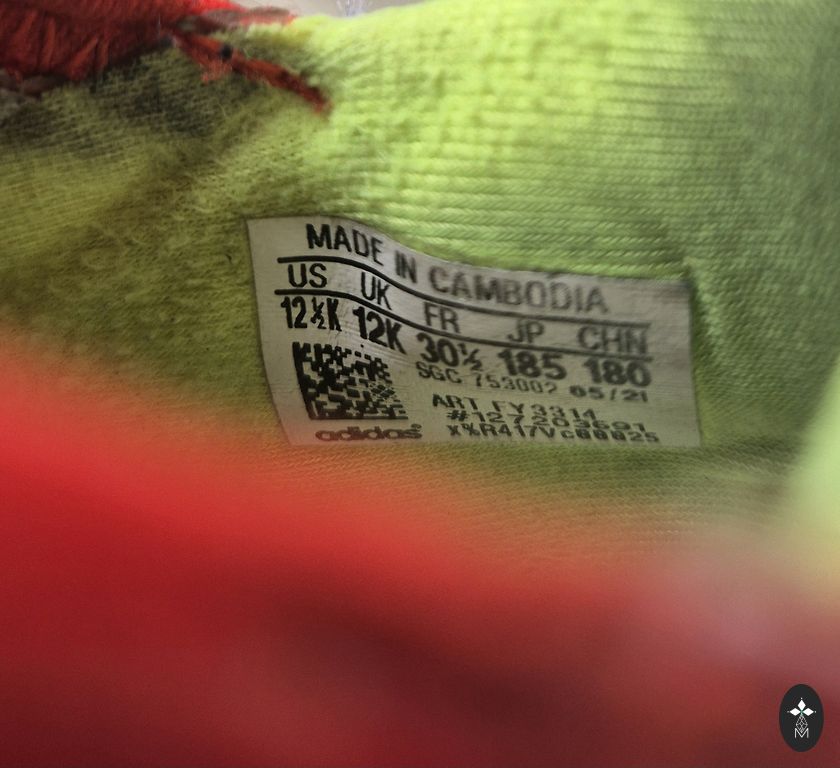 MADE IN CAMBODIA
US UK FR JP CHN
12½K 12K 30½ 185 180
SGC 753002 05/21
ART FY3314
#127203691
x%R417Vc00025
adidas
M